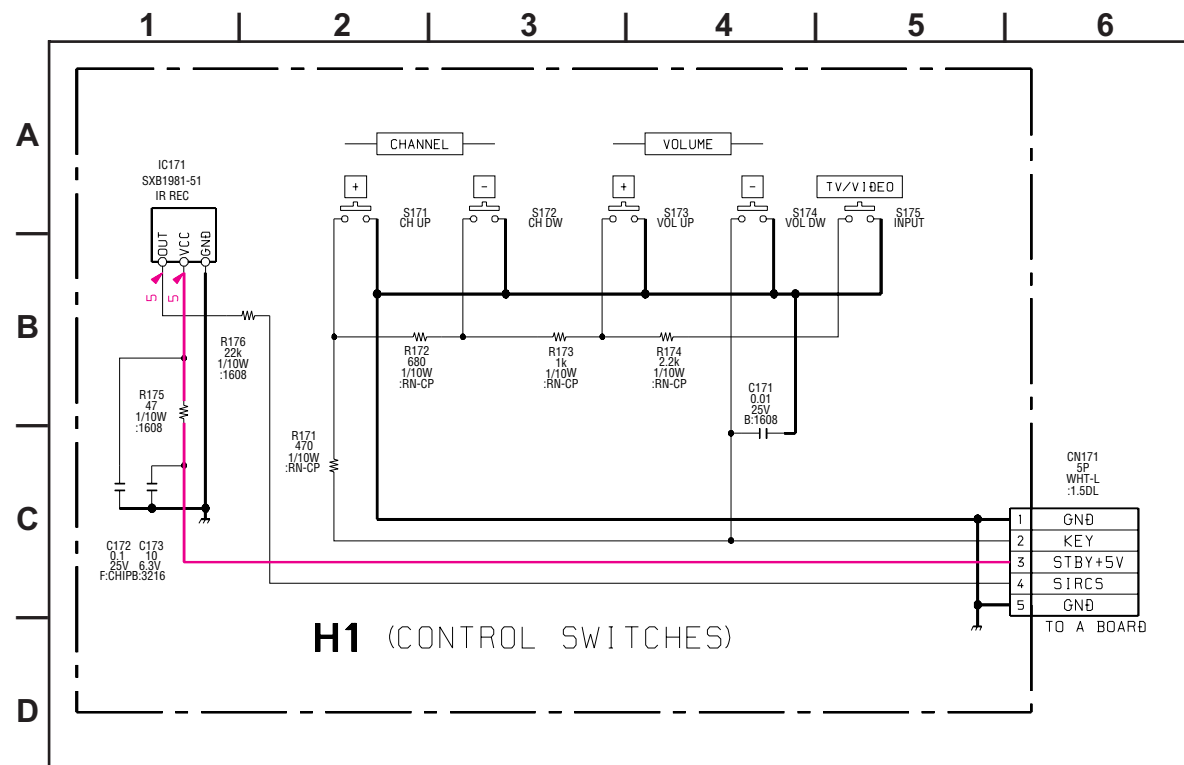 1 2 3 4 5 6
A
CHANNEL VOLUME
IC171
SXB1981-51
IR REC
+ - + - TV/VIDEO
S171
CH UP
S172
CH DW
S173
VOL UP
S174
VOL DW
S175
INPUT
OUT
VCC
GND
5 5
B
R176
22k
1/10W
:1608
R172
680
1/10W
:RN-CP
R173
1k
1/10W
:RN-CP
R174
2.2k
1/10W
:RN-CP
R175
47
1/10W
:1608
C171
0.01
25V
B:1608
R171
470
1/10W
:RN-CP
CN171
5P
WHT-L
:1.5DL
C
1 GND
2 KEY
3 STBY+5V
4 SIRCS
5 GND
TO A BOARD
C172 C173
0.1 10
25V 6.3V
F:CHIPB:3216
H1 (CONTROL SWITCHES)
D